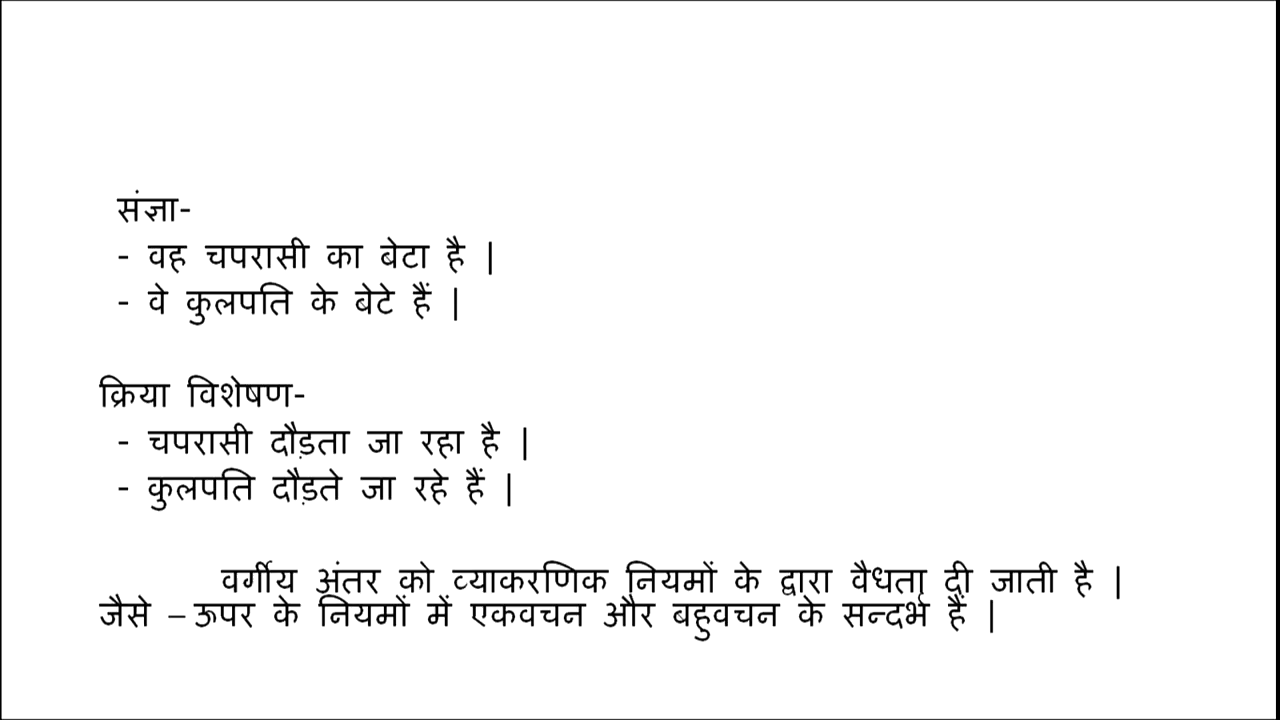 संज्ञा-
- वह चपरासी का बेटा है |
- वे कुलपति के बेटे हैं |
क्रिया विशेषण-
- चपरासी दौड़ता जा रहा है |
- कुलपति दौड़ते जा रहे हैं |
वर्गीय अंतर को व्याकरणिक नियमों के द्वारा वैधता दी जाती है |
जैसे – ऊपर के नियमों में एकवचन और बहुवचन के सन्दर्भ हैं |